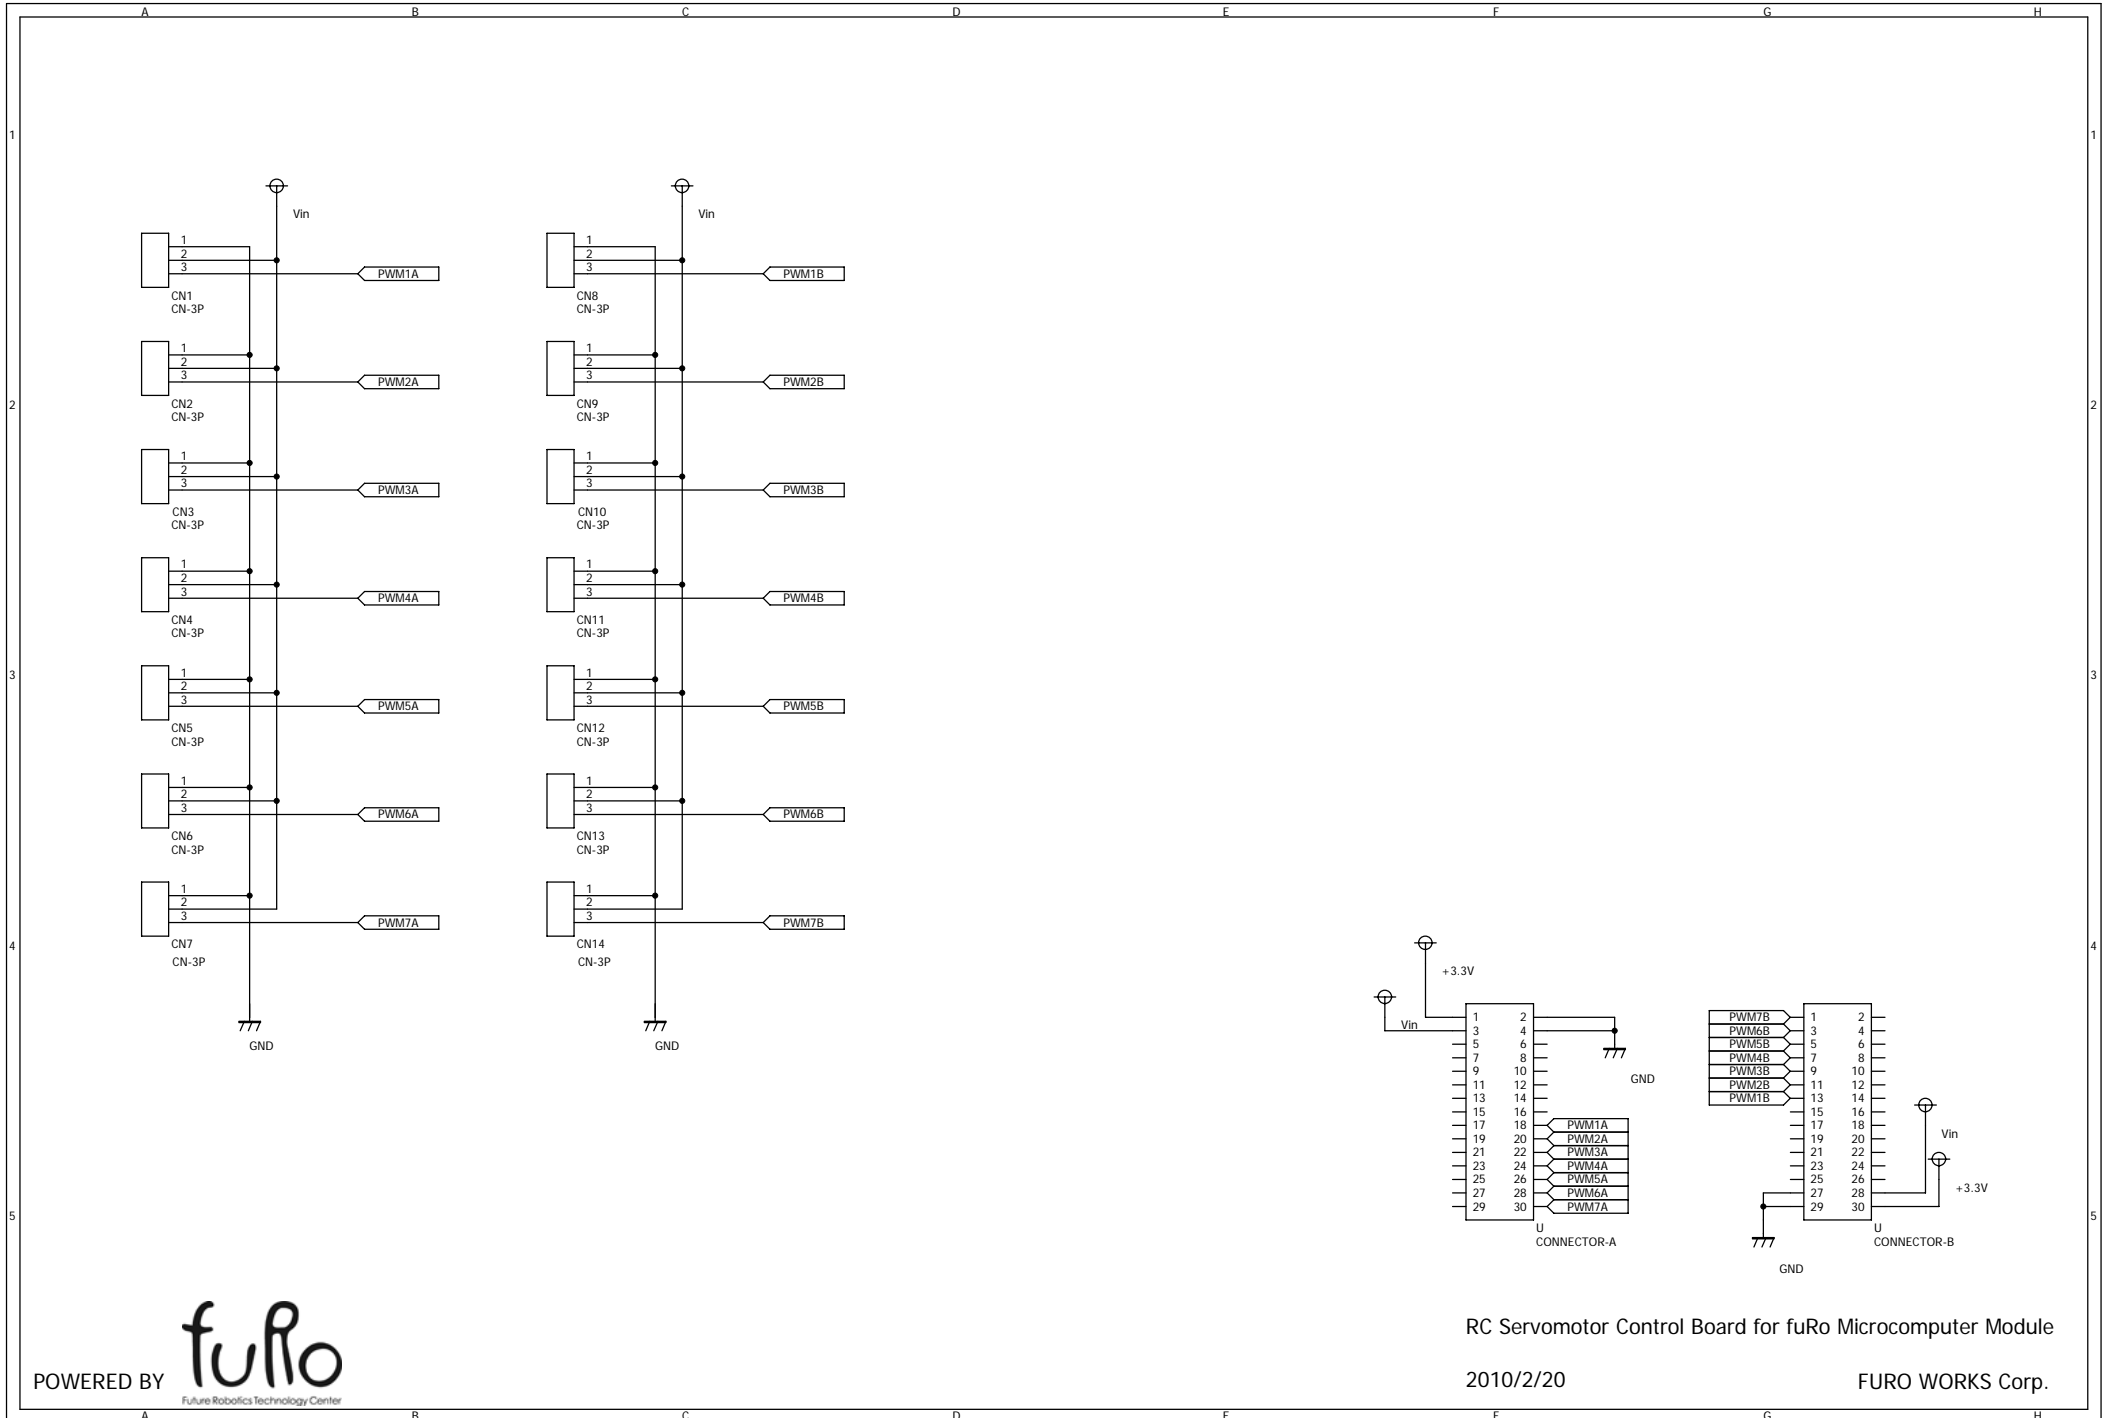 A B C D E F G H
1 1
Vin Vin
1 1
2 2
3 PWM1A 3 PWM1B
CN1 CN8
CN-3P CN-3P
1 1
2 2
3 PWM2A 3 PWM2B
2 2
CN2 CN9
CN-3P CN-3P
1 1
2 2
3 PWM3A 3 PWM3B
CN3 CN10
CN-3P CN-3P
1 1
2 2
3 PWM4A 3 PWM4B
CN4 CN11
CN-3P CN-3P
3 3
1 1
2 2
3 PWM5A 3 PWM5B
CN5 CN12
CN-3P CN-3P
1 1
2 2
3 PWM6A 3 PWM6B
CN6 CN13
CN-3P CN-3P
1 1
2 2
3 PWM7A 3 PWM7B
4 4
CN7 CN14
CN-3P CN-3P
GND GND
+3.3V
Vin
1 2
3 4
5 6
7 8
9 10
11 12
13 14
15 16
17 18 PWM1A
19 20 PWM2A
21 22 PWM3A
23 24 PWM4A
25 26 PWM5A
27 28 PWM6A
29 30 PWM7A
GND
U
CONNECTOR-A
PWM7B 1 2
PWM6B 3 4
PWM5B 5 6
PWM4B 7 8
PWM3B 9 10
PWM2B 11 12
PWM1B 13 14
15 16
17 18
19 20
21 22
23 24
25 26
27 28
29 30
Vin
+3.3V
U
CONNECTOR-B
GND
5 5
RC Servomotor Control Board for fuRo Microcomputer Module
2010/2/20 FURO WORKS Corp.
POWERED BY fuRo
Future Robotics Technology Center
A B C D E F G H